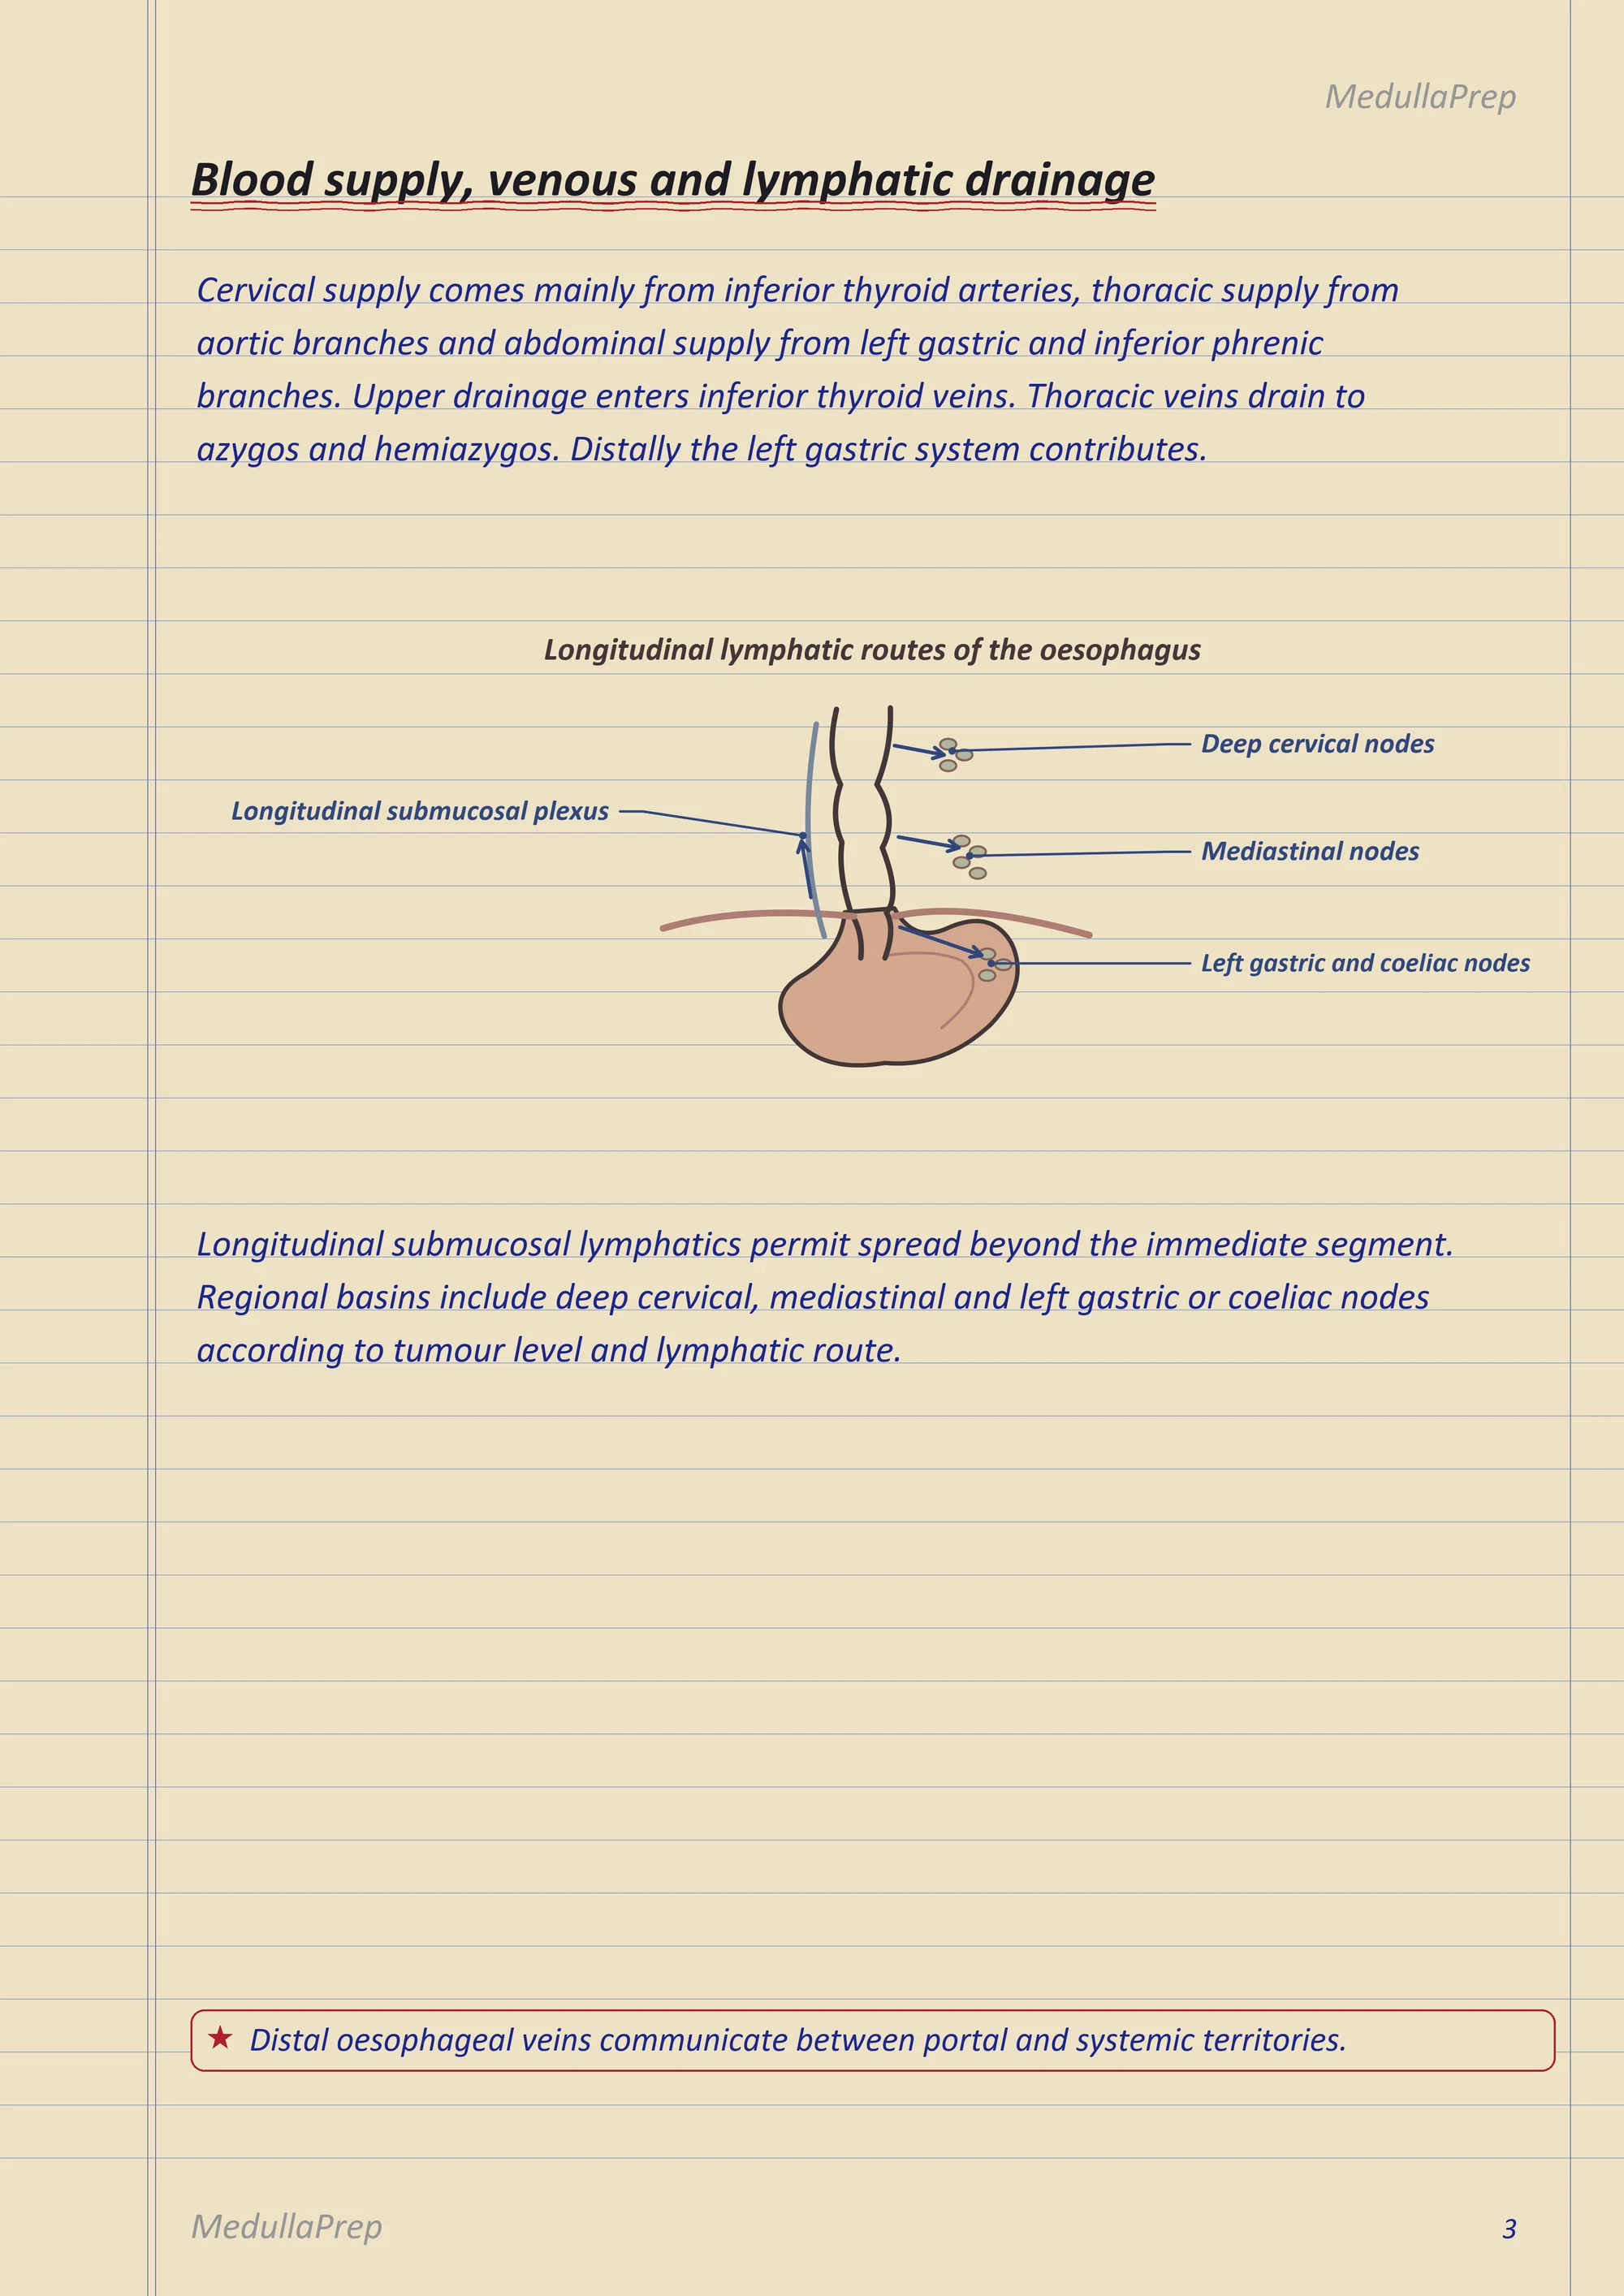 MedullaPrep
Blood supply, venous and lymphatic drainage
Cervical supply comes mainly from inferior thyroid arteries, thoracic supply from
aortic branches and abdominal supply from left gastric and inferior phrenic
branches. Upper drainage enters inferior thyroid veins. Thoracic veins drain to
azygos and hemiazygos. Distally the left gastric system contributes.
Longitudinal lymphatic routes of the oesophagus
Deep cervical nodes
Longitudinal submucosal plexus
Mediastinal nodes
Left gastric and coeliac nodes
Longitudinal submucosal lymphatics permit spread beyond the immediate segment.
Regional basins include deep cervical, mediastinal and left gastric or coeliac nodes
according to tumour level and lymphatic route.
★ Distal oesophageal veins communicate between portal and systemic territories.
MedullaPrep
3